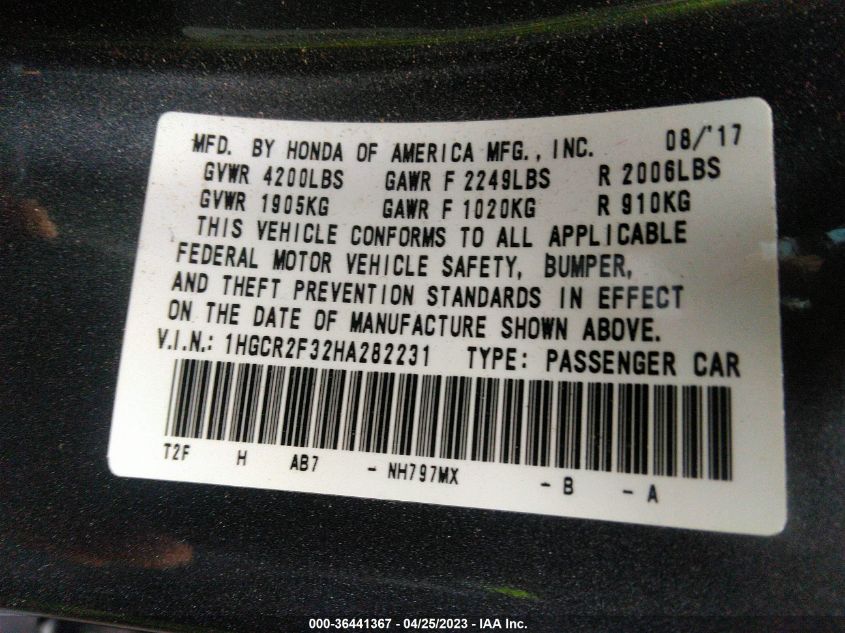 MFD. BY HONDA OF AMERICA MFG., INC. 08/'17
GVWR 4200LBS GAWR F 2249LBS R 2006LBS
GVWR 1905KG GAWR F 1020KG R 910KG
THIS VEHICLE CONFORMS TO ALL APPLICABLE
FEDERAL MOTOR VEHICLE SAFETY, BUMPER,
AND THEFT PREVENTION STANDARDS IN EFFECT
ON THE DATE OF MANUFACTURE SHOWN ABOVE.
V.I.N.: 1HGCR2F32HA282231 TYPE: PASSENGER CAR
T2F H AB7 - NH797MX - B - A
000-36441367 - 04/25/2023 - IAA Inc.